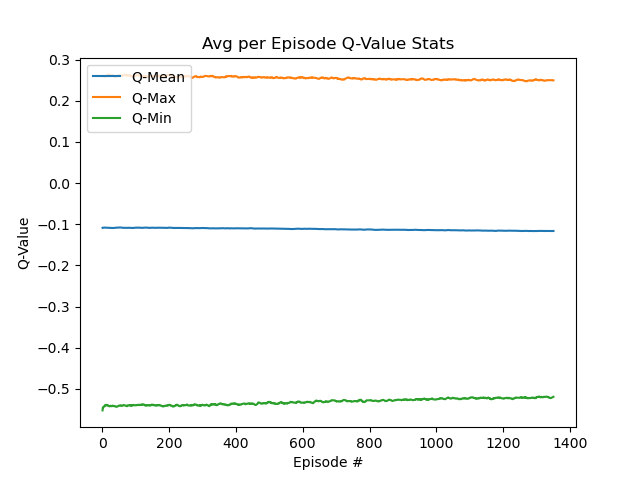 Avg per Episode Q-Value Stats
Q-Mean
Q-Max
Q-Min
Q-Value
0.3
0.2
0.1
0.0
−0.1
−0.2
−0.3
−0.4
−0.5
0 200 400 600 800 1000 1200 1400
Episode #